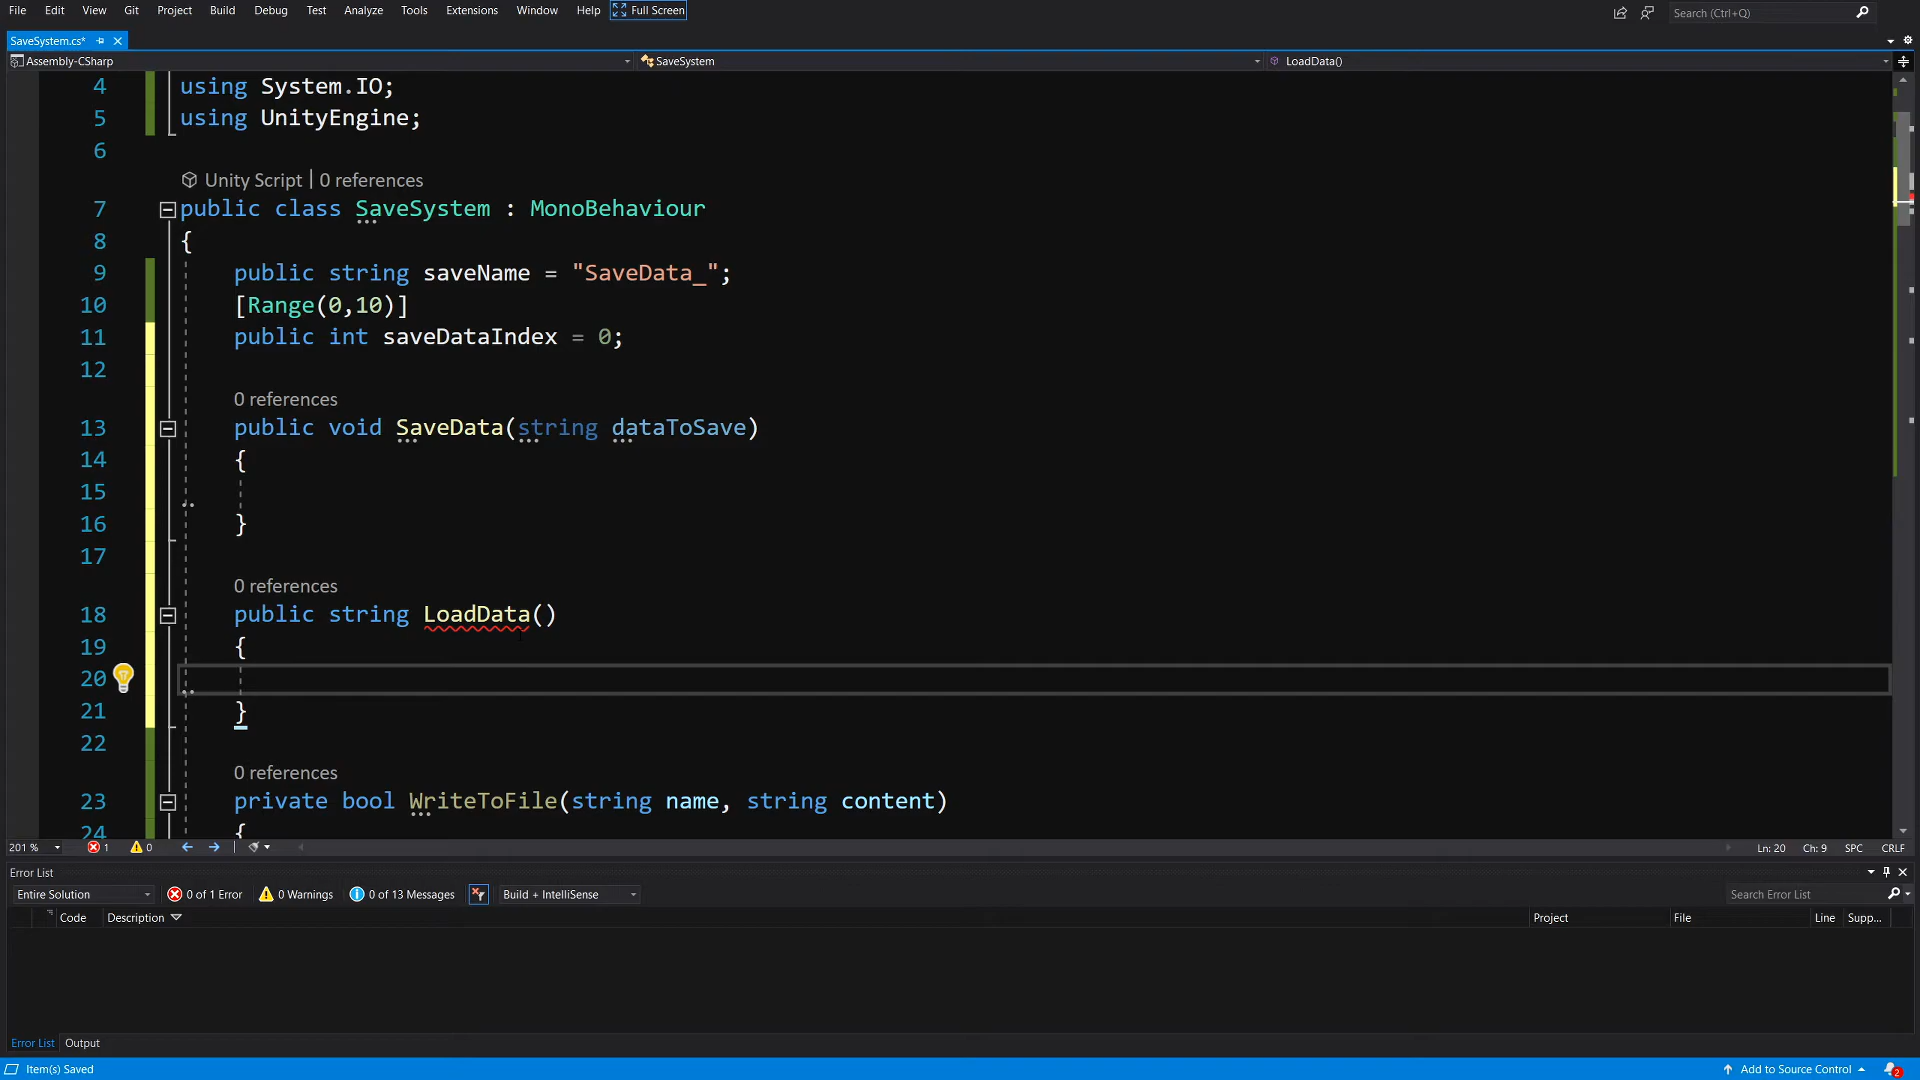 File Edit View Git Project Build Debug Test Analyze Tools Extensions Window Help Full Screen Search (Ctrl+Q)
SaveSystem.cs*
Assembly-CSharp SaveSystem LoadData()
4 using System.IO;
5 using UnityEngine;
6
Unity Script | 0 references
7 public class SaveSystem : MonoBehaviour
8 {
9 public string saveName = "SaveData_";
10 [Range(0,10)]
11 public int saveDataIndex = 0;
12
0 references
13 public void SaveData(string dataToSave)
14 {
15
16 }
17
0 references
18 public string LoadData()
19 {
20
21 }
22
0 references
23 private bool WriteToFile(string name, string content)
24 {
201 % 1 0 Ln: 20 Ch: 9 SPC CRLF
Error List
Entire Solution 0 of 1 Error 0 Warnings 0 of 13 Messages Build + IntelliSense Search Error List
Code Description Project File Line Supp...
Error List Output
Item(s) Saved Add to Source Control 2